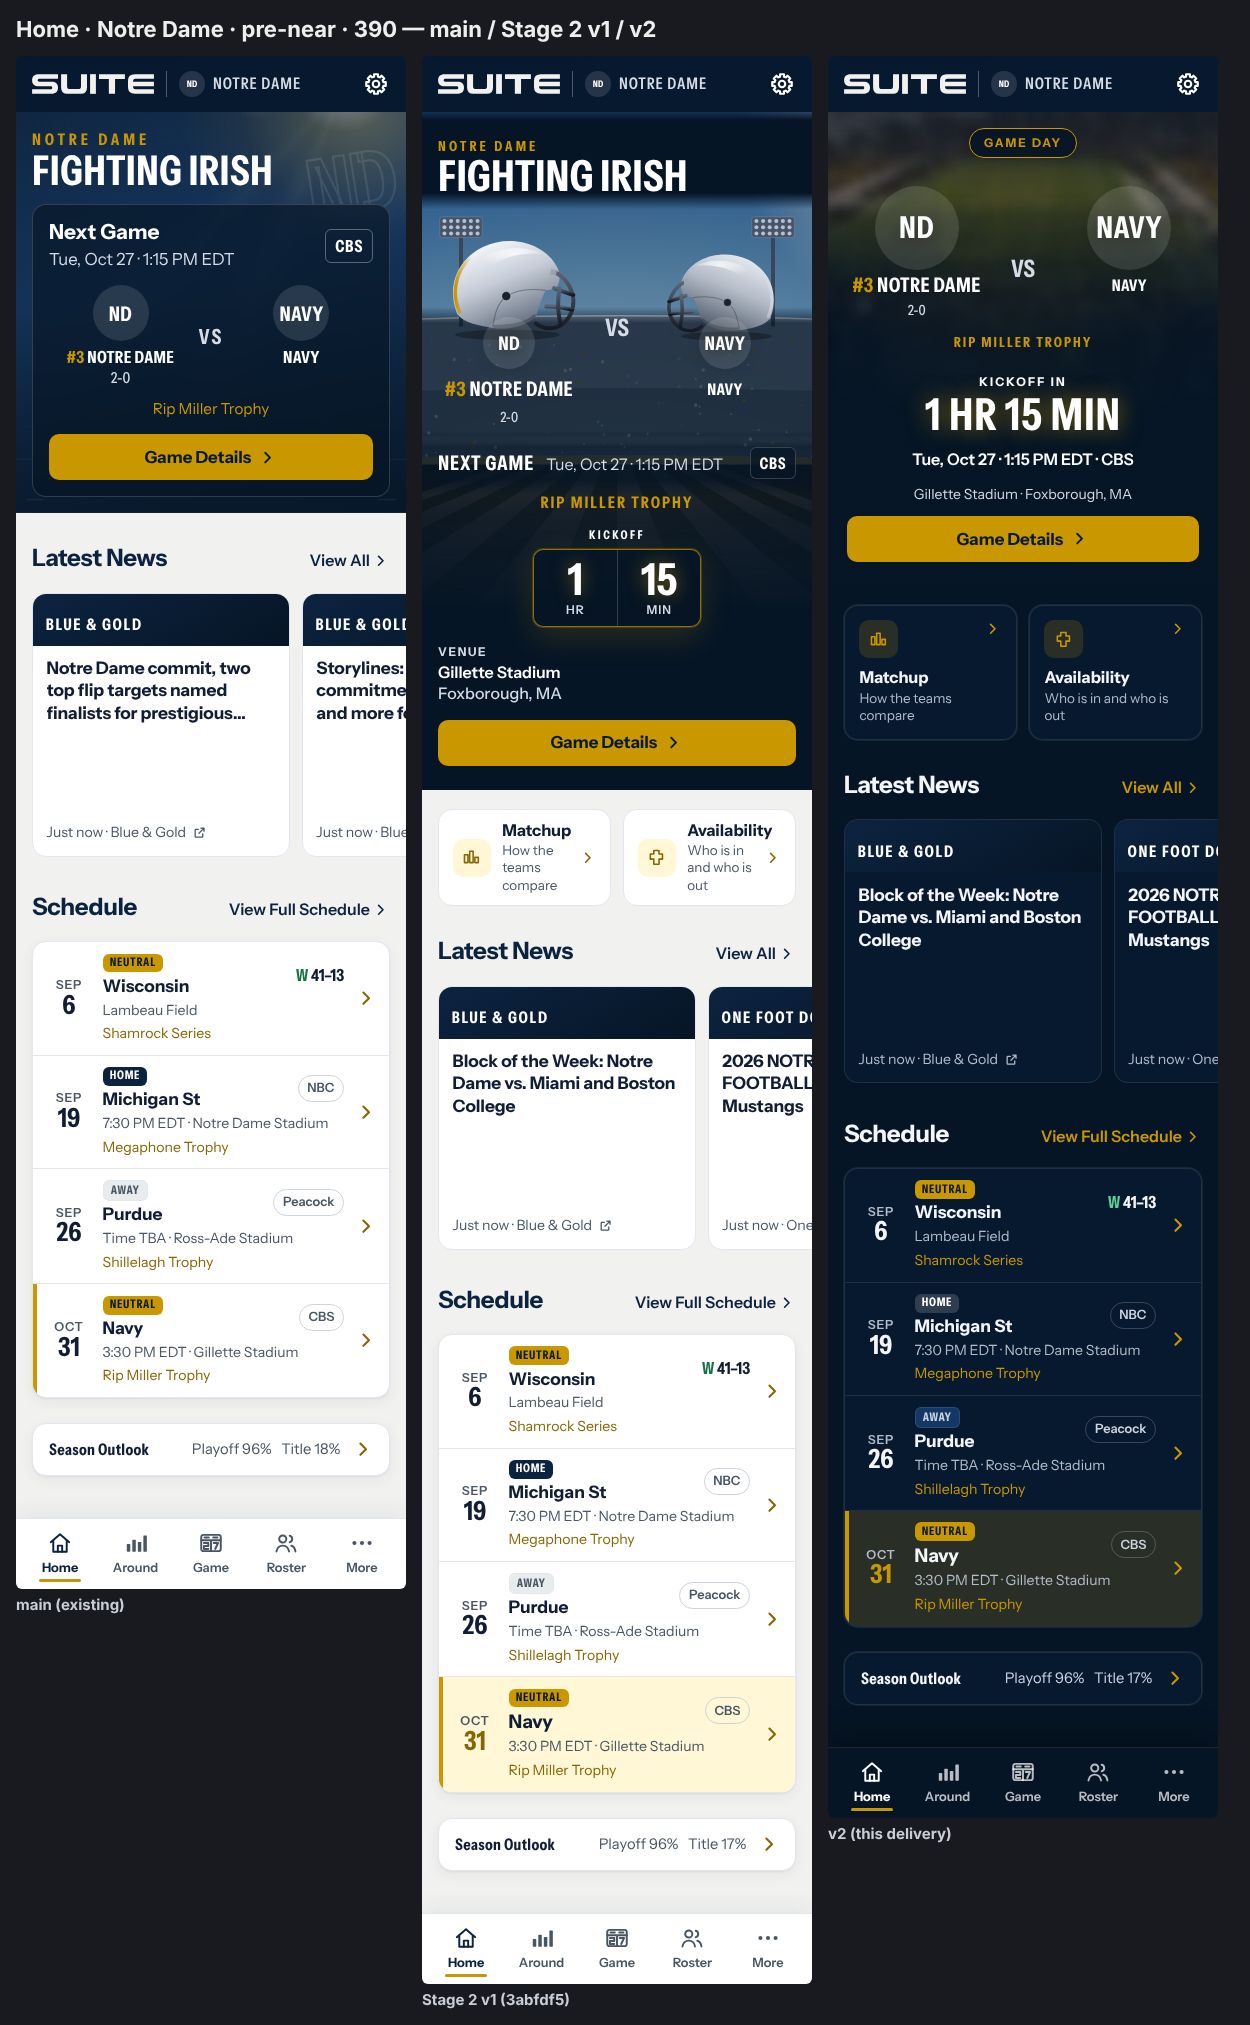 Home · Notre Dame · pre-near · 390 — main / Stage 2 v1 / v2
SUITE
ND NOTRE DAME
NOTRE DAME
FIGHTING IRISH
ND
Next Game
Tue, Oct 27 · 1:15 PM EDT
CBS
ND
VS
NAVY
#3 NOTRE DAME
NAVY
2-0
Rip Miller Trophy
Game Details
Latest News
View All
BLUE & GOLD
Notre Dame commit, two
top flip targets named
finalists for prestigious...
Just now · Blue & Gold
BLUE & GOLD
Storylines:
commitme
and more fo
Just now · Blue
Schedule
View Full Schedule
SEP
6
NEUTRAL
Wisconsin
Lambeau Field
Shamrock Series
W 41-13
SEP
19
HOME
Michigan St
7:30 PM EDT · Notre Dame Stadium
Megaphone Trophy
NBC
SEP
26
AWAY
Purdue
Time TBA · Ross-Ade Stadium
Shillelagh Trophy
Peacock
OCT
31
NEUTRAL
Navy
3:30 PM EDT · Gillette Stadium
Rip Miller Trophy
CBS
Season Outlook
Playoff 96% Title 18%
Home
Around
Game
Roster
More
main (existing)
SUITE
ND NOTRE DAME
NOTRE DAME
FIGHTING IRISH
ND
VS
NAVY
#3 NOTRE DAME
NAVY
2-0
NEXT GAME Tue, Oct 27 · 1:15 PM EDT
CBS
RIP MILLER TROPHY
KICKOFF
1
HR
15
MIN
VENUE
Gillette Stadium
Foxborough, MA
Game Details
Matchup
How the
teams
compare
Availability
Who is in
and who is
out
Latest News
View All
BLUE & GOLD
Block of the Week: Notre
Dame vs. Miami and Boston
College
Just now · Blue & Gold
ONE FOOT DO
2026 NOTR
FOOTBALL
Mustangs
Just now · One
Schedule
View Full Schedule
SEP
6
NEUTRAL
Wisconsin
Lambeau Field
Shamrock Series
W 41-13
SEP
19
HOME
Michigan St
7:30 PM EDT · Notre Dame Stadium
Megaphone Trophy
NBC
SEP
26
AWAY
Purdue
Time TBA · Ross-Ade Stadium
Shillelagh Trophy
Peacock
OCT
31
NEUTRAL
Navy
3:30 PM EDT · Gillette Stadium
Rip Miller Trophy
CBS
Season Outlook
Playoff 96% Title 17%
Home
Around
Game
Roster
More
Stage 2 v1 (3abfdf5)
SUITE
ND NOTRE DAME
GAME DAY
ND
VS
NAVY
#3 NOTRE DAME
NAVY
2-0
RIP MILLER TROPHY
KICKOFF IN
1 HR 15 MIN
Tue, Oct 27 · 1:15 PM EDT · CBS
Gillette Stadium · Foxborough, MA
Game Details
Matchup
How the teams
compare
Availability
Who is in and who is
out
Latest News
View All
BLUE & GOLD
Block of the Week: Notre
Dame vs. Miami and Boston
College
Just now · Blue & Gold
ONE FOOT DO
2026 NOTR
FOOTBALL
Mustangs
Just now · One
Schedule
View Full Schedule
SEP
6
NEUTRAL
Wisconsin
Lambeau Field
Shamrock Series
W 41-13
SEP
19
HOME
Michigan St
7:30 PM EDT · Notre Dame Stadium
Megaphone Trophy
NBC
SEP
26
AWAY
Purdue
Time TBA · Ross-Ade Stadium
Shillelagh Trophy
Peacock
OCT
31
NEUTRAL
Navy
3:30 PM EDT · Gillette Stadium
Rip Miller Trophy
CBS
Season Outlook
Playoff 96% Title 17%
Home
Around
Game
Roster
More
v2 (this delivery)